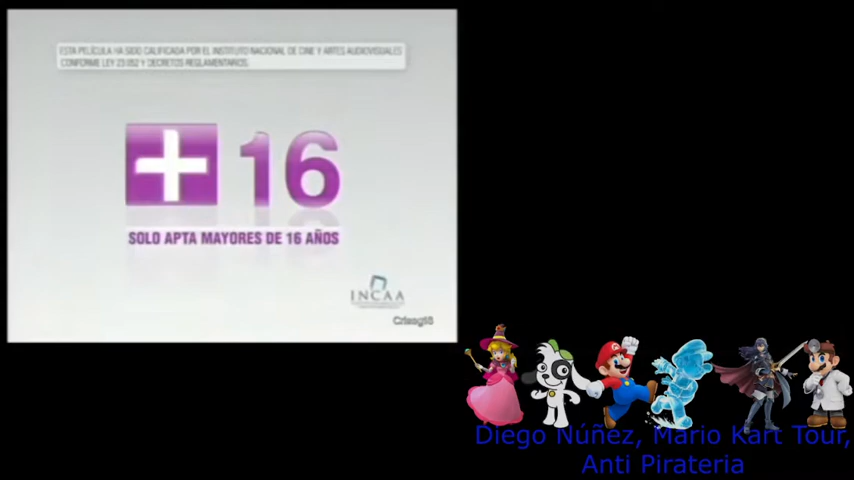 ESTA PELÍCULA HA SIDO CALIFICADA POR EL INSTITUTO NACIONAL DE CINE Y ARTES AUDIOVISUALES
CONFORME LEY 23.052 Y DECRETOS REGLAMENTARIOS.
+ 16
SOLO APTA MAYORES DE 16 AÑOS
INCAA
Diego Núñez, Mario Kart Tour,
Anti Pirateria